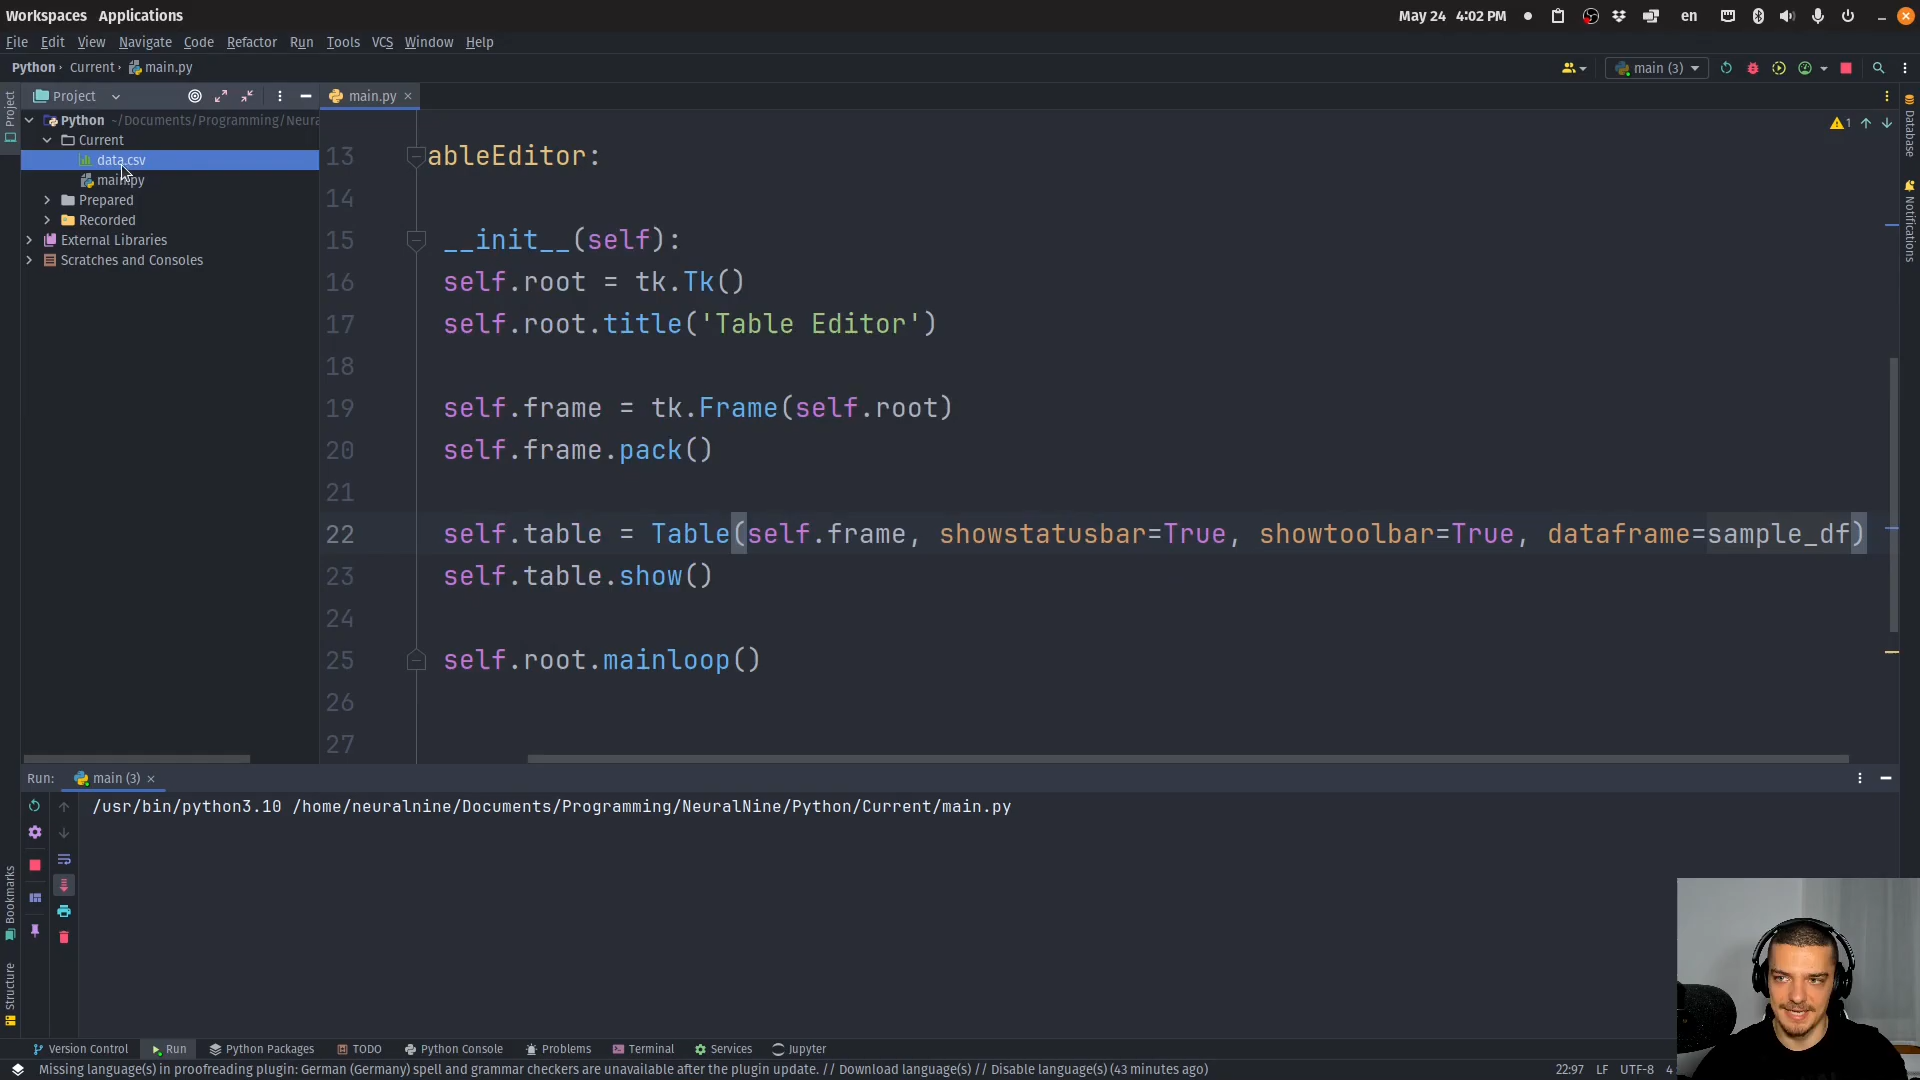 Workspaces Applications
May 24 4:02 PM
en
File Edit View Navigate Code Refactor Run Tools VCS Window Help
Python Current main.py
main (3)
Project
main.py
Project
Python ~/Documents/Programming/Neura
Current
data.csv
main.py
Prepared
Recorded
External Libraries
Scratches and Consoles
1
Database
Notifications
13 ableEditor:
14
15 __init__(self):
16 self.root = tk.Tk()
17 self.root.title('Table Editor')
18
19 self.frame = tk.Frame(self.root)
20 self.frame.pack()
21
22 self.table = Table(self.frame, showstatusbar=True, showtoolbar=True, dataframe=sample_df)
23 self.table.show()
24
25 self.root.mainloop()
26
27
Run: main (3)
/usr/bin/python3.10 /home/neuralnine/Documents/Programming/NeuralNine/Python/Current/main.py
Bookmarks
Structure
Version Control Run Python Packages TODO Python Console Problems Terminal Services Jupyter
Missing language(s) in proofreading plugin: German (Germany) spell and grammar checkers are unavailable after the plugin update. // Download language(s) // Disable language(s) (43 minutes ago)
22:97 LF UTF-8 4